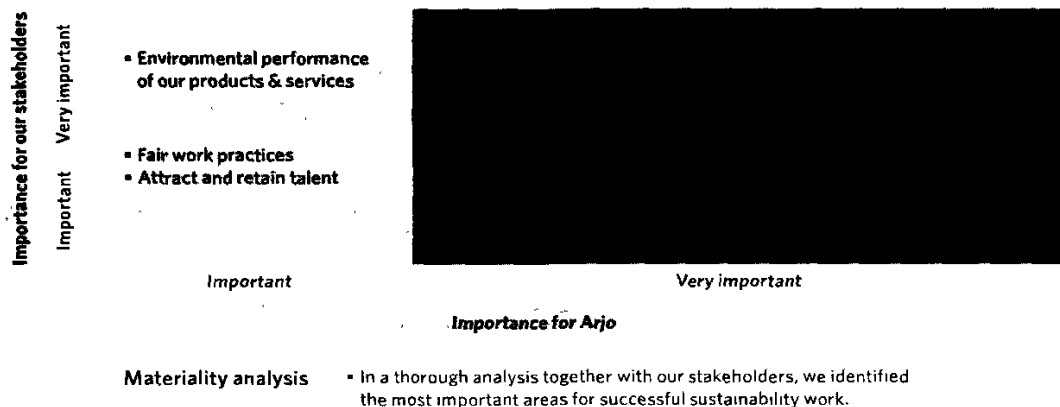 Importance for our stakeholders
Very important
Important
▪ Environmental performance
of our products & services
▪ Fair work practices
▪ Attract and retain talent
Important
Very important
Importance for Arjo
Materiality analysis
▪ In a thorough analysis together with our stakeholders, we identified
the most important areas for successful sustainability work.